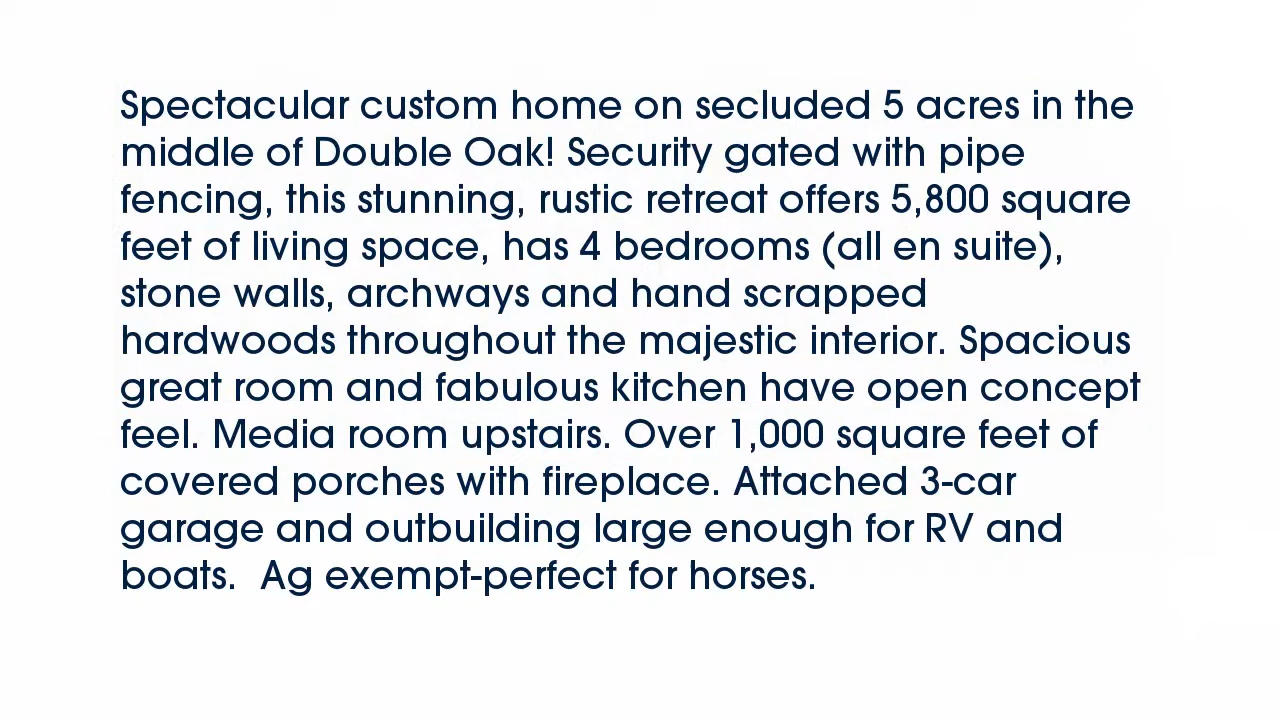 Spectacular custom home on secluded 5 acres in the
middle of Double Oak! Security gated with pipe
fencing, this stunning, rustic retreat offers 5,800 square
feet of living space, has 4 bedrooms (all en suite),
stone walls, archways and hand scrapped
hardwoods throughout the majestic interior. Spacious
great room and fabulous kitchen have open concept
feel. Media room upstairs. Over 1,000 square feet of
covered porches with fireplace. Attached 3-car
garage and outbuilding large enough for RV and
boats.  Ag exempt-perfect for horses.